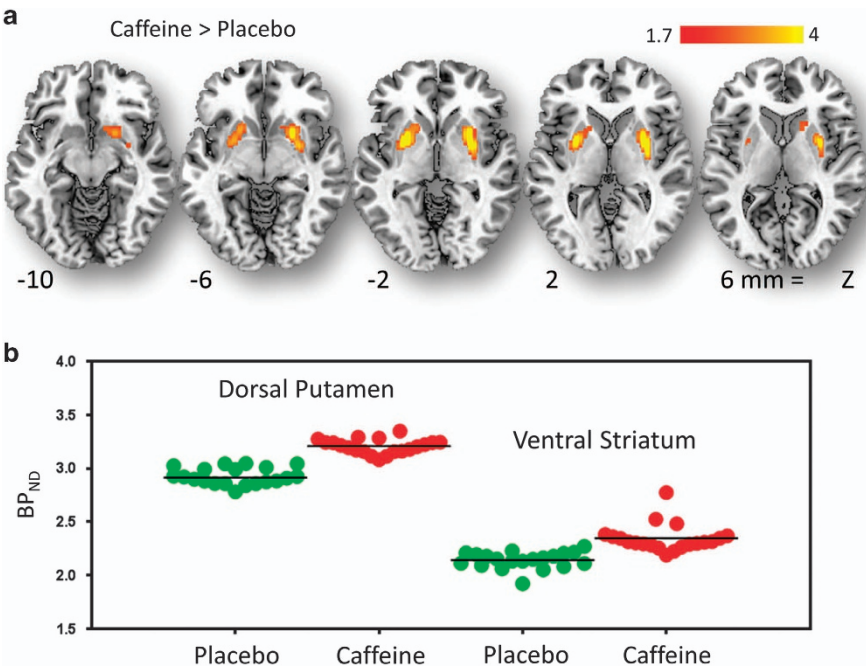 a
Caffeine > Placebo
1.7 4
-10 -6 -2 2 6 mm = Z
b
4.0
3.5
3.0
2.5
2.0
1.5
BPND
Dorsal Putamen
Ventral Striatum
Placebo Caffeine Placebo Caffeine